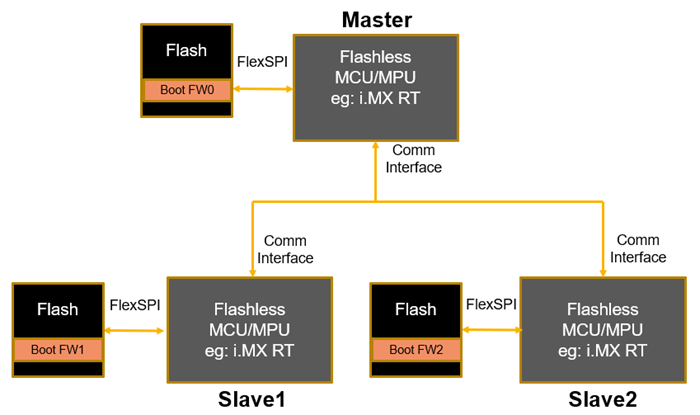 Master
Flash
Boot FW0
FlexSPI
Flashless
MCU/MPU
eg: i.MX RT
Comm
Interface
Comm
Interface
Comm
Interface
Flash
Boot FW1
FlexSPI
Flashless
MCU/MPU
eg: i.MX RT
Slave1
Flash
Boot FW2
FlexSPI
Flashless
MCU/MPU
eg: i.MX RT
Slave2